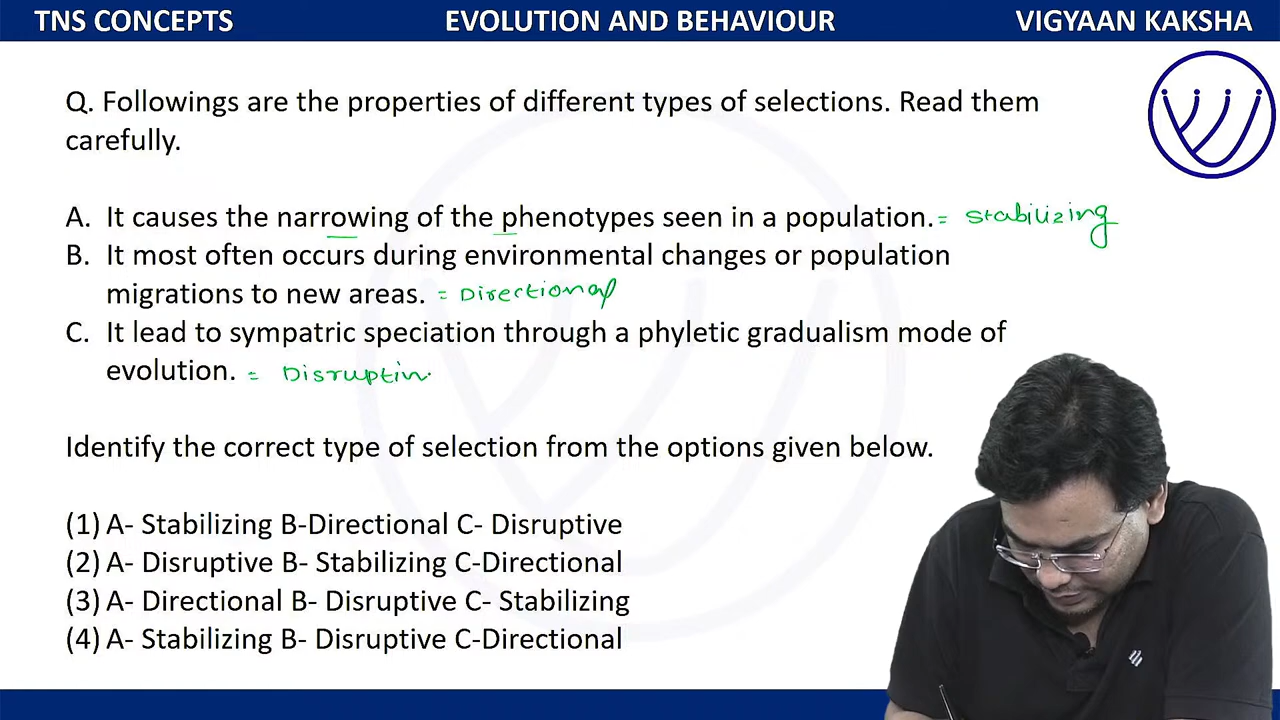 TNS CONCEPTS EVOLUTION AND BEHAVIOUR VIGYAAN KAKSHA
Q. Followings are the properties of different types of selections. Read them
carefully.
A. It causes the narrowing of the phenotypes seen in a population. = stabilizing
B. It most often occurs during environmental changes or population
migrations to new areas. = Directional
C. It lead to sympatric speciation through a phyletic gradualism mode of
evolution. = Disruptin
Identify the correct type of selection from the options given below.
(1) A- Stabilizing B-Directional C- Disruptive
(2) A- Disruptive B- Stabilizing C-Directional
(3) A- Directional B- Disruptive C- Stabilizing
(4) A- Stabilizing B- Disruptive C-Directional